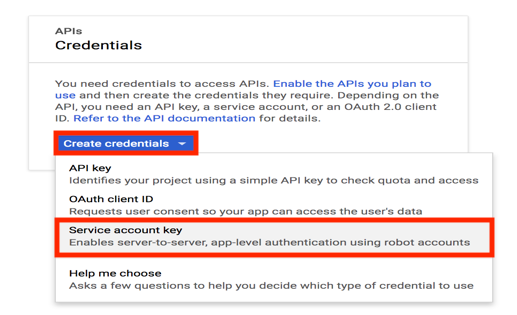 APIs
Credentials
You need credentials to access APIs. Enable the APIs you plan to
use and then create the credentials they require. Depending on the
API, you need an API key, a service account, or an OAuth 2.0 client
ID. Refer to the API documentation for details.
Create credentials
API key
Identifies your project using a simple API key to check quota and access
OAuth client ID
Requests user consent so your app can access the user's data
Service account key
Enables server-to-server, app-level authentication using robot accounts
Help me choose
Asks a few questions to help you decide which type of credential to use